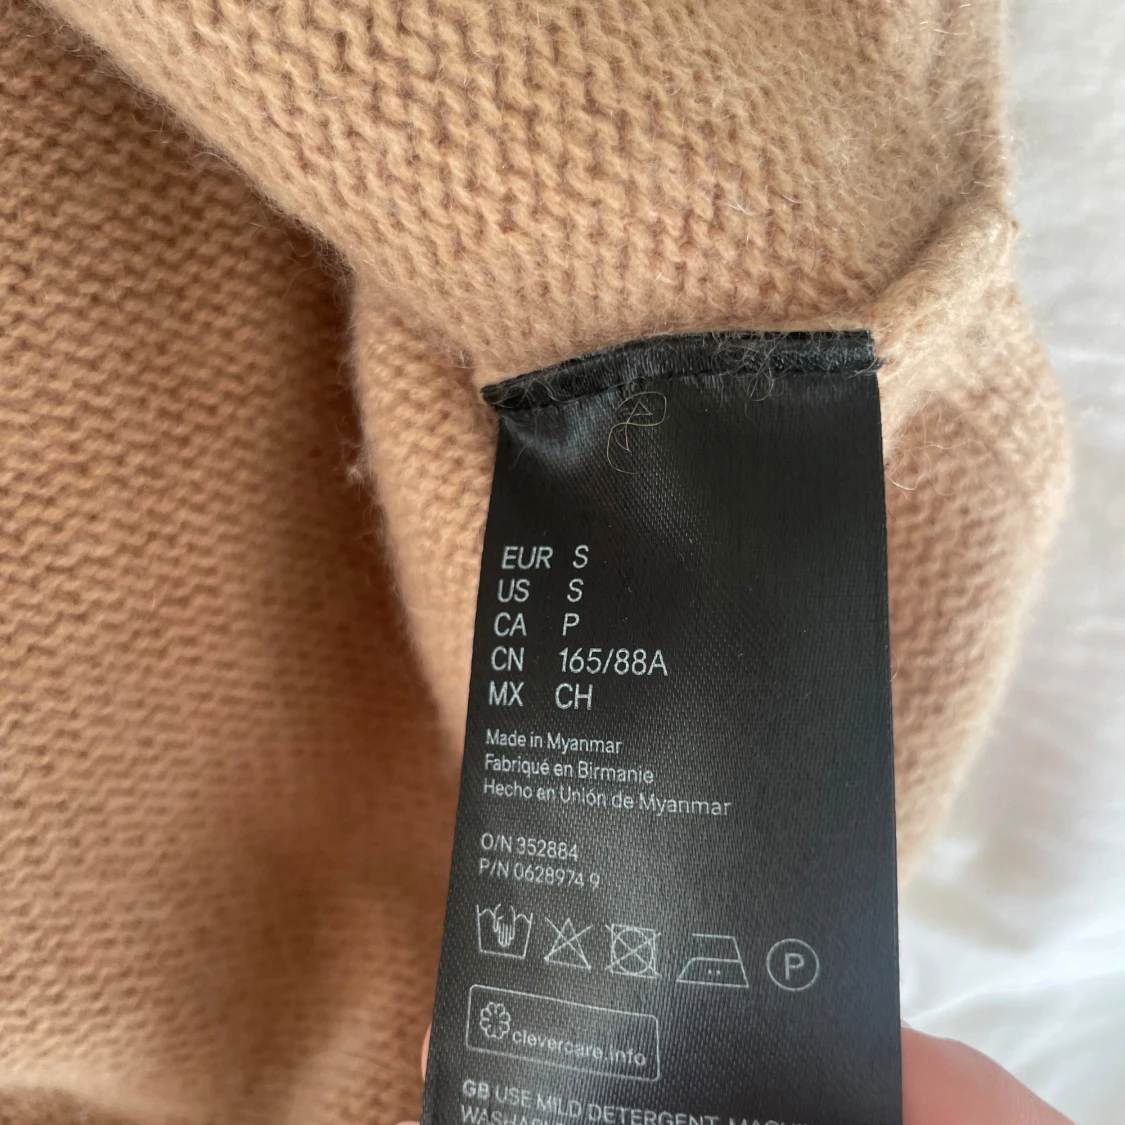 EUR S
US S
CA P
CN 165/88A
MX CH
Made in Myanmar
Fabriqué en Birmanie
Hecho en Unión de Myanmar
O/N 352884
P/N 0628974 9
P
clevercare.info
GB USE MILD DETERGENT.